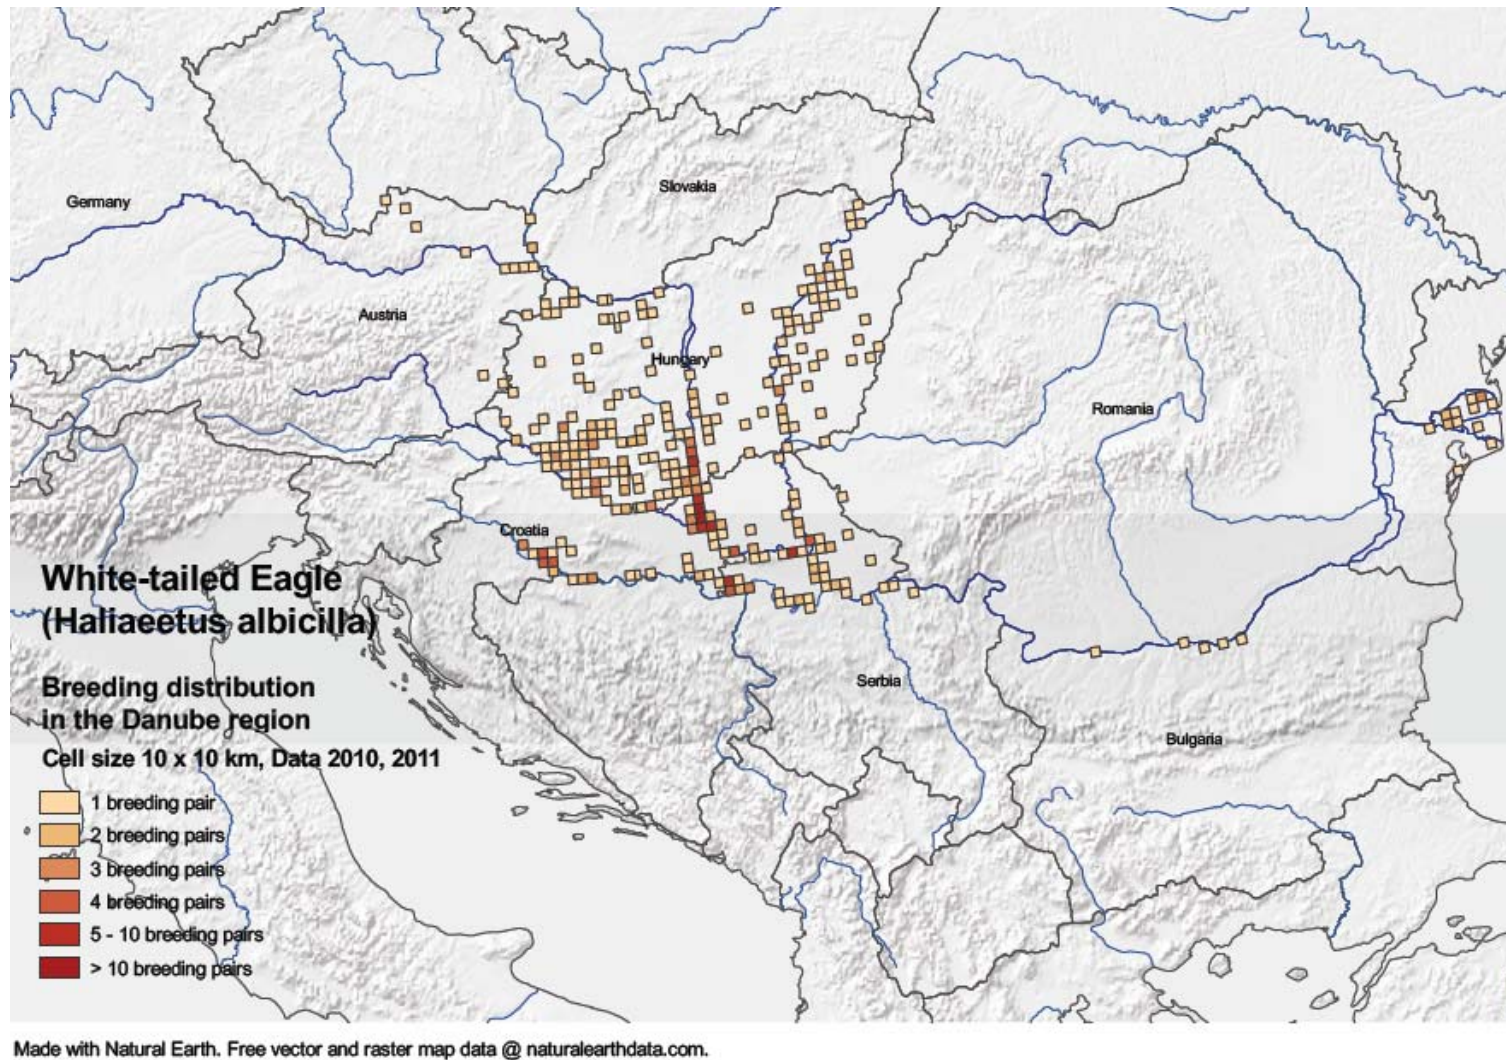 Germany
Slovakia
Austria
Hungary
Romania
Croatia
White-tailed Eagle
(Haliaeetus albicilla)
Breeding distribution
in the Danube region
Cell size 10 x 10 km, Data 2010, 2011
Serbia
Bulgaria
1 breeding pair
2 breeding pairs
3 breeding pairs
4 breeding pairs
5 - 10 breeding pairs
> 10 breeding pairs
Made with Natural Earth. Free vector and raster map data @ naturalearthdata.com.